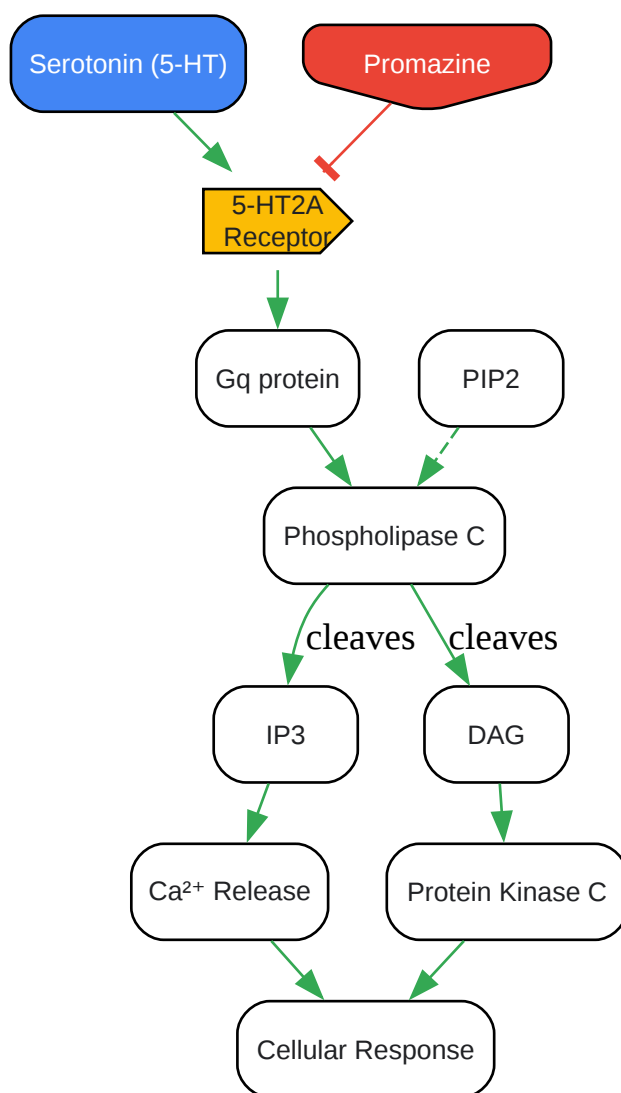 Serotonin (5-HT)
Promazine
5-HT2A
Receptor
Gq protein
PIP2
Phospholipase C
cleaves
cleaves
IP3
DAG
Ca²⁺ Release
Protein Kinase C
Cellular Response